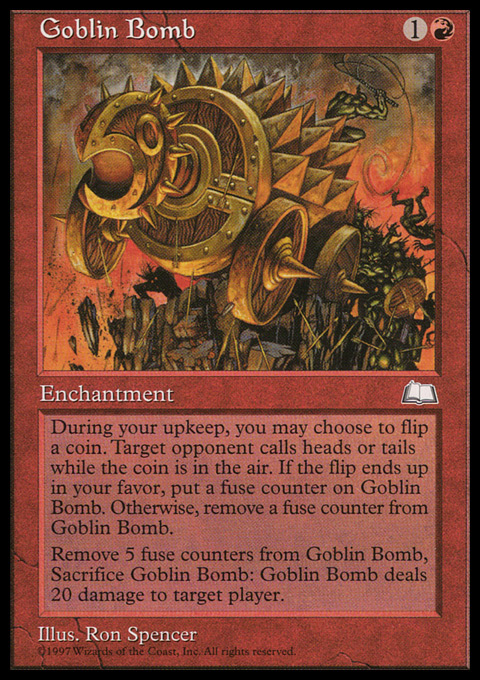 Goblin Bomb 1
Enchantment
During your upkeep, you may choose to flip
a coin. Target opponent calls heads or tails
while the coin is in the air. If the flip ends up
in your favor, put a fuse counter on Goblin
Bomb. Otherwise, remove a fuse counter from
Goblin Bomb.
Remove 5 fuse counters from Goblin Bomb,
Sacrifice Goblin Bomb: Goblin Bomb deals
20 damage to target player.
Illus. Ron Spencer
©1997 Wizards of the Coast, Inc. All rights reserved.